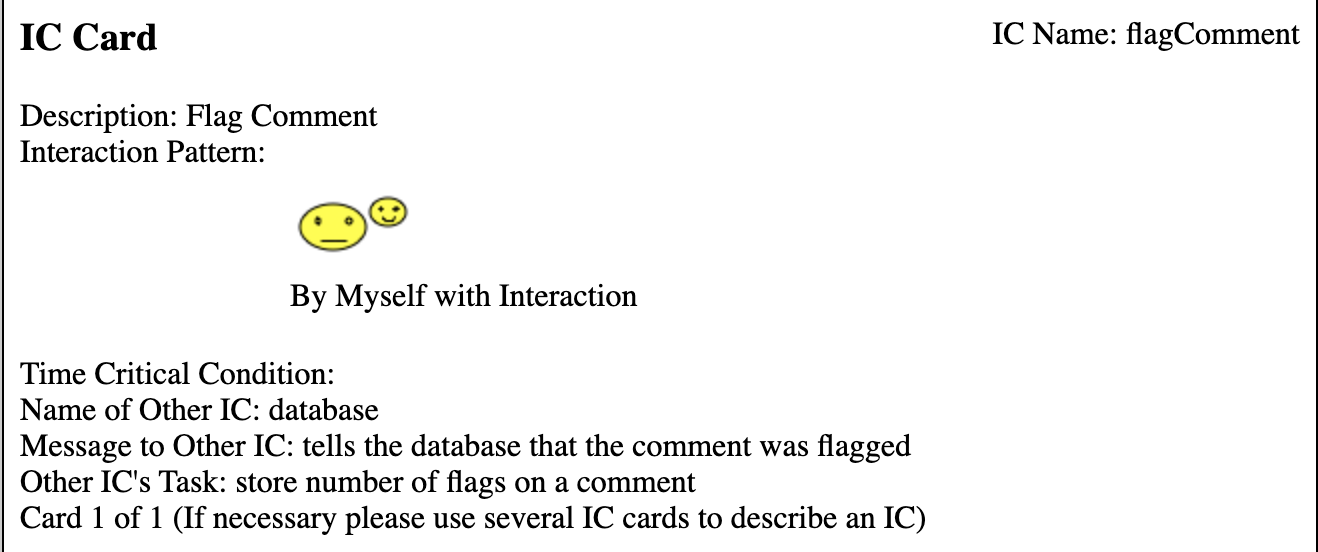 IC Card
IC Name: flagComment
Description: Flag Comment
Interaction Pattern:
By Myself with Interaction
Time Critical Condition:
Name of Other IC: database
Message to Other IC: tells the database that the comment was flagged
Other IC's Task: store number of flags on a comment
Card 1 of 1 (If necessary please use several IC cards to describe an IC)